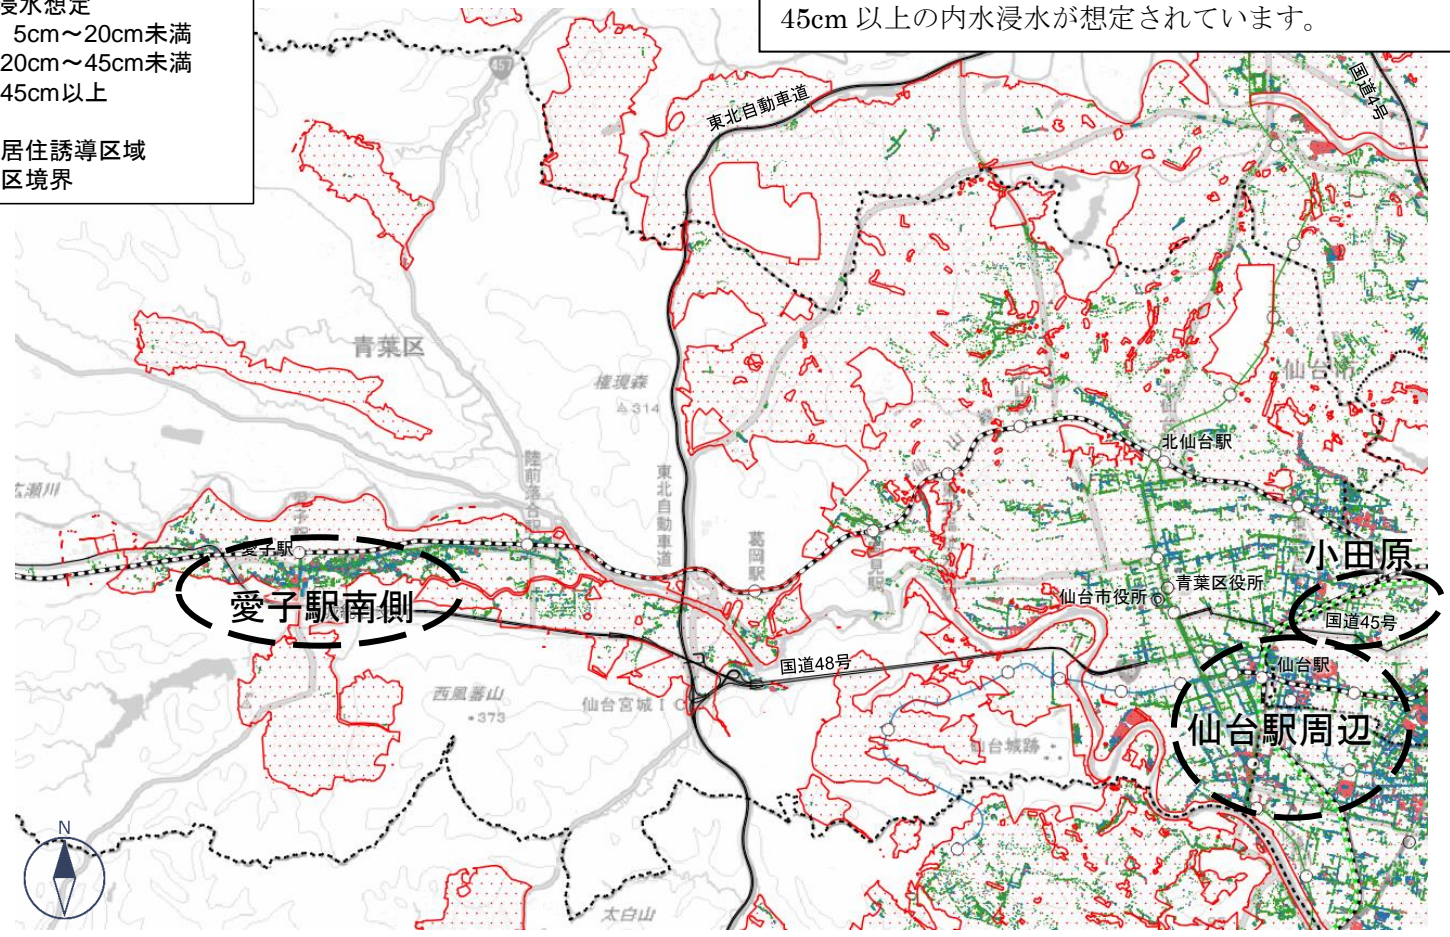 浸水想定
5cm～20cm未満
20cm～45cm未満
45cm以上
居住誘導区域
区境界
45cm 以上の内水浸水が想定されています。
457
東北自動車道
国道4号
青葉区
権現森
314
仙台市
北仙台駅
広瀬川
陸前落合駅
東北自動車道
葛岡駅
愛子駅
愛子駅南側
小田原
青葉区役所
仙台市役所
国道45号
国道48号
仙台駅
仙台駅周辺
西風蕃山
373
仙台宮城IC
仙台城跡
N
太白山